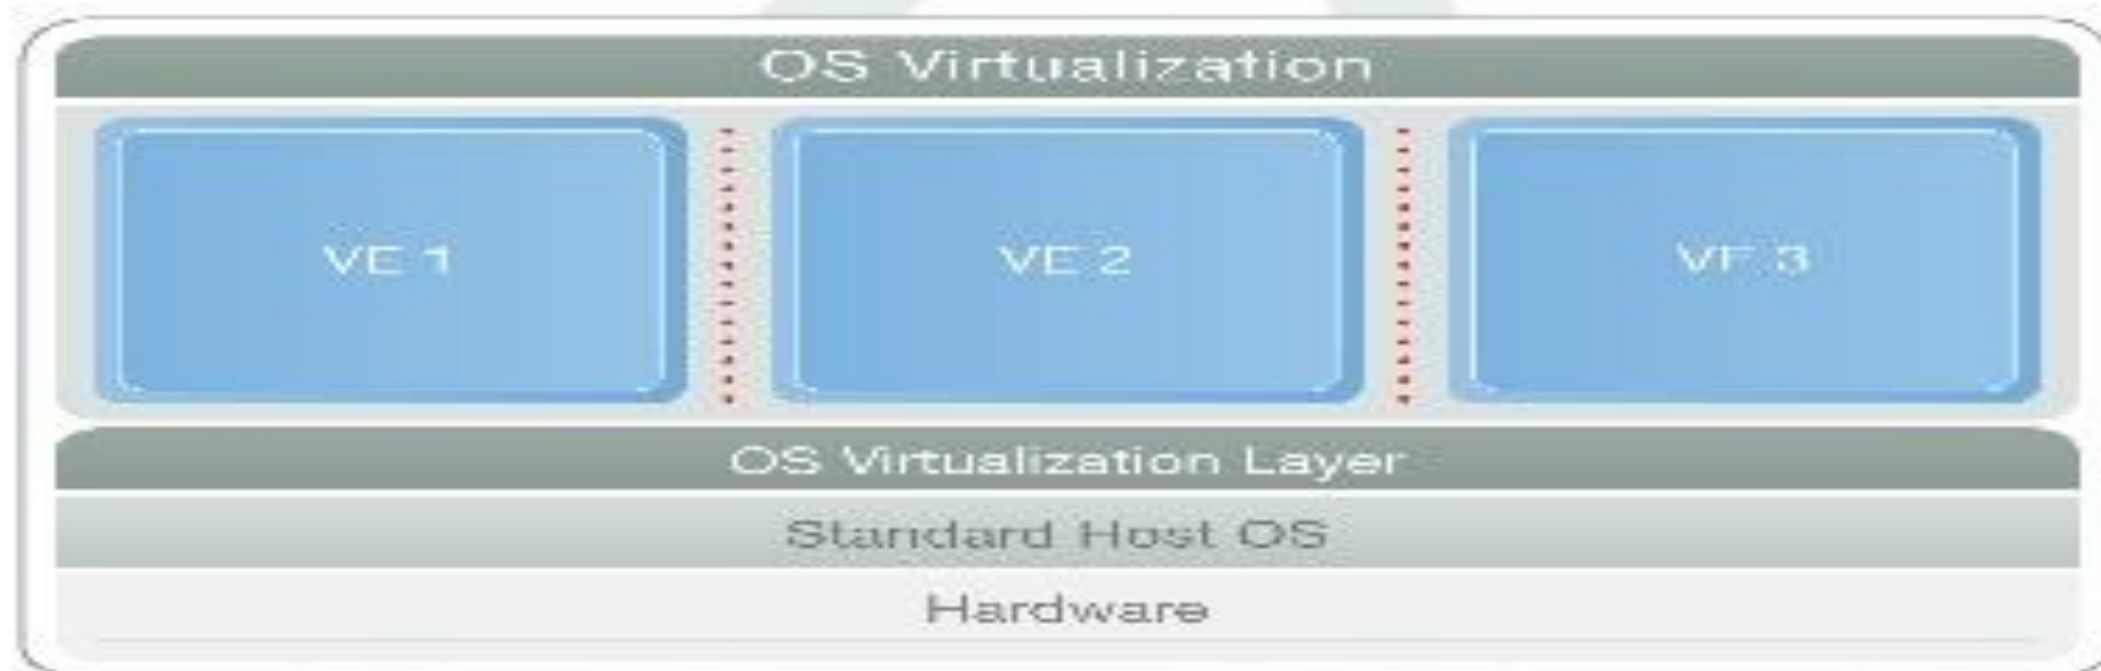 OS Virtualization
VE 1
VE 2
VE 3
OS Virtualization Layer
Standard Host OS
Hardware